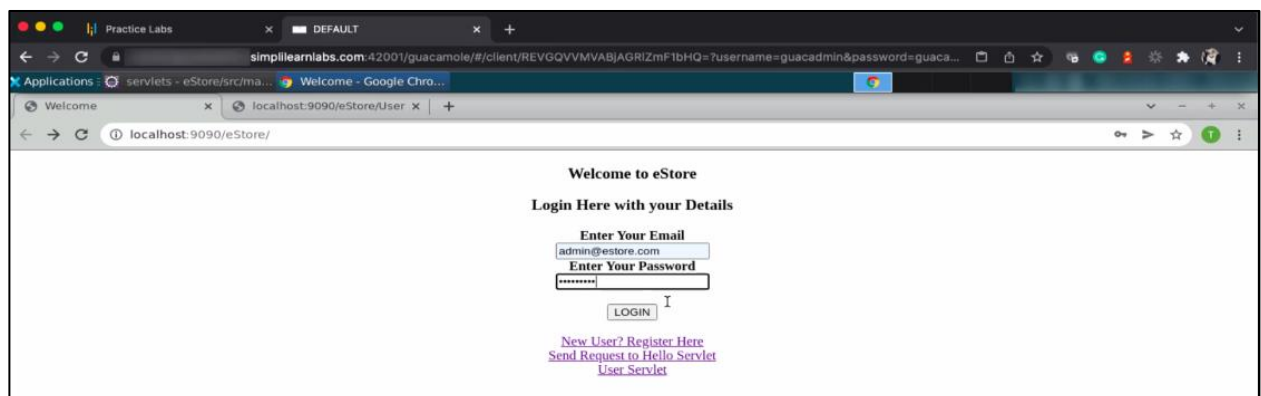 Practice Labs
DEFAULT
simplilearnlabs.com:42001/guacamole/#/client/REVGQVVMVABjAGRIZmF1bHQ=?username=guacadmin&password=guaca...
Applications
servlets - eStore/src/ma...
Welcome - Google Chro...
Welcome
localhost:9090/eStore/User
localhost:9090/eStore/
T
Welcome to eStore
Login Here with your Details
Enter Your Email
admin@estore.com
Enter Your Password
LOGIN
New User? Register Here
Send Request to Hello Servlet
User Servlet